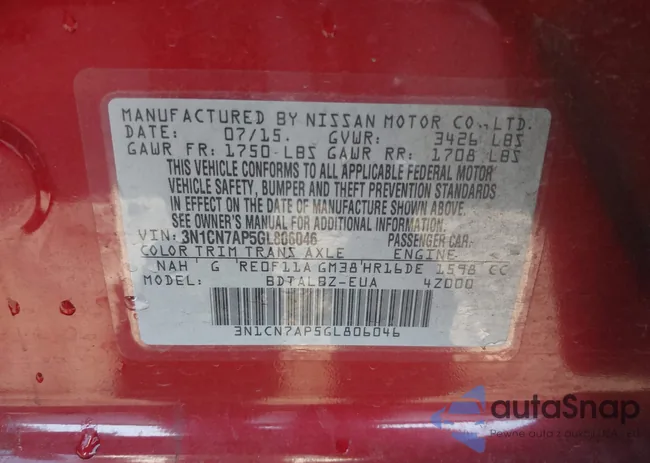 MANUFACTURED BY NISSAN MOTOR CO., LTD.
DATE: 07/15. GVWR: 3426 LBS
GAWR FR: 1750 LBS GAWR RR: 1708 LBS
THIS VEHICLE CONFORMS TO ALL APPLICABLE FEDERAL MOTOR
VEHICLE SAFETY, BUMPER AND THEFT PREVENTION STANDARDS
IN EFFECT ON THE DATE OF MANUFACTURE SHOWN ABOVE.
SEE OWNER'S MANUAL FOR ADDITIONAL INFORMATION.
VIN: 3N1CN7AP5GL806046 PASSENGER CAR
COLOR TRIM TRANS AXLE ENGINE
NAH G RE0F11A GM38 HR16DE 1598 CC
MODEL: BDTALBZ-EUA 4Z000
3N1CN7AP5GL806046
autaSnap
Pewne auta z